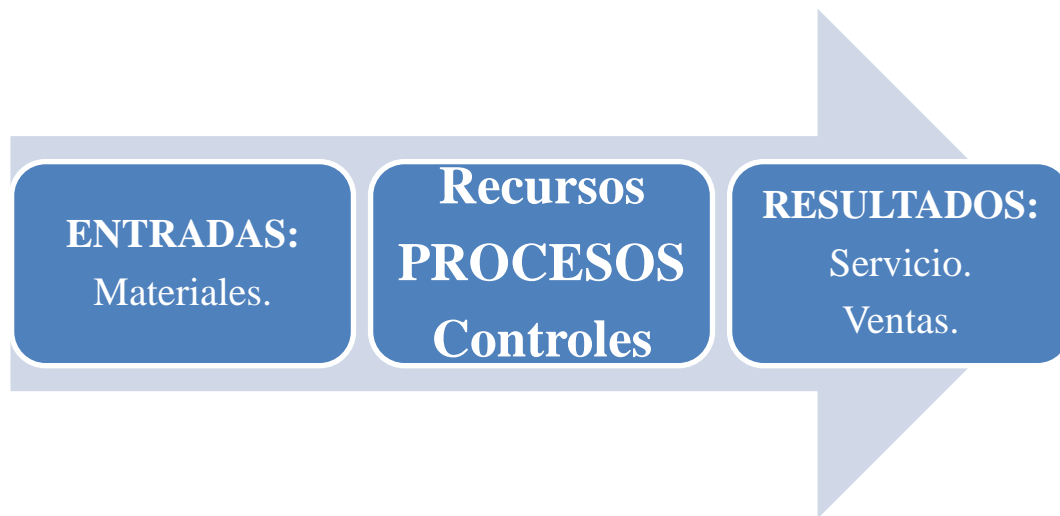 ENTRADAS:
Materiales.
Recursos
PROCESOS
Controles
RESULTADOS:
Servicio.
Ventas.